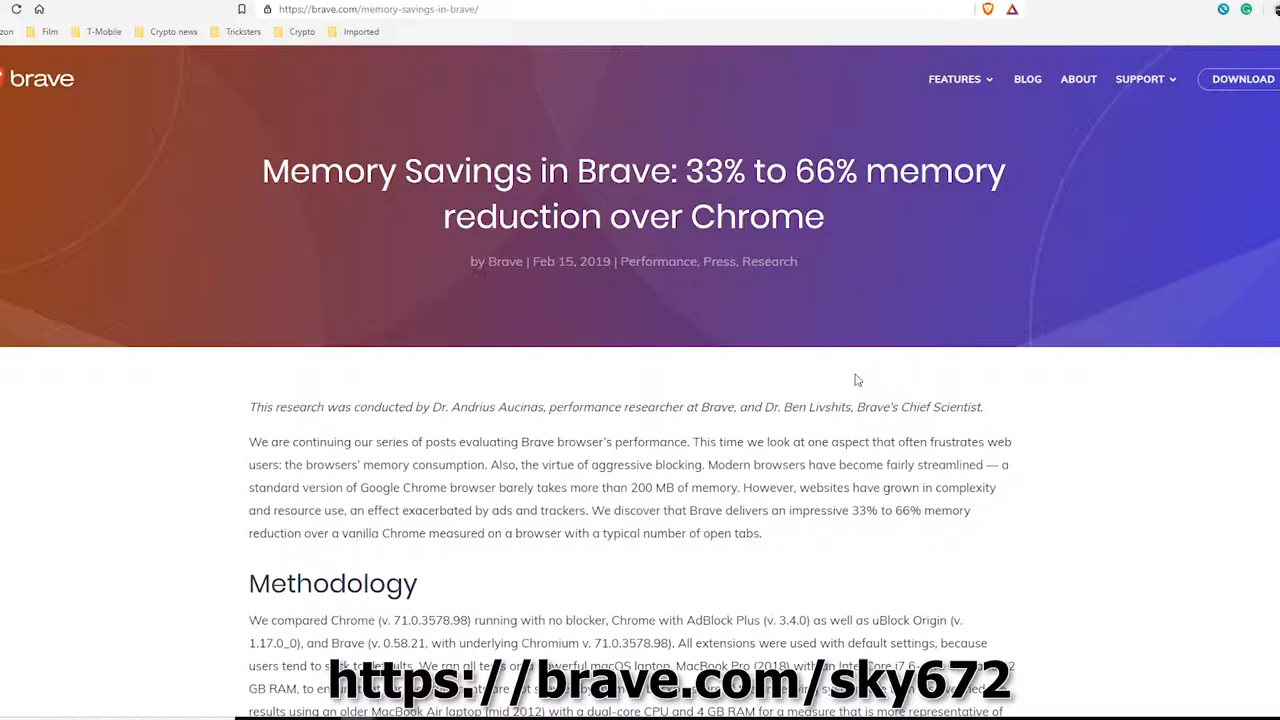 https://brave.com/memory-savings-in-brave/
Film T-Mobile Crypto news Tricksters Crypto Imported
brave FEATURES BLOG ABOUT SUPPORT DOWNLOAD
Memory Savings in Brave: 33% to 66% memory
reduction over Chrome
by Brave | Feb 15, 2019 | Performance, Press, Research
This research was conducted by Dr. Andrius Aucinas, performance researcher at Brave, and Dr. Ben Livshits, Brave's Chief Scientist.
We are continuing our series of posts evaluating Brave browser's performance. This time we look at one aspect that often frustrates web
users: the browsers' memory consumption. Also, the virtue of aggressive blocking. Modern browsers have become fairly streamlined — a
standard version of Google Chrome browser barely takes more than 200 MB of memory. However, websites have grown in complexity
and resource use, an effect exacerbated by ads and trackers. We discover that Brave delivers an impressive 33% to 66% memory
reduction over a vanilla Chrome measured on a browser with a typical number of open tabs.
Methodology
We compared Chrome (v. 71.0.3578.98) running with no blocker, Chrome with AdBlock Plus (v. 3.4.0) as well as uBlock Origin (v.
1.17.0_0), and Brave (v. 0.58.21, with underlying Chromium v. 71.0.3578.98). All extensions were used with default settings, because
users tend to
https://brave.com/sky672
GB RAM, to
results using an older MacBook Air laptop (mid 2012) with a dual-core CPU and 4 GB RAM for a measure that is more representative of